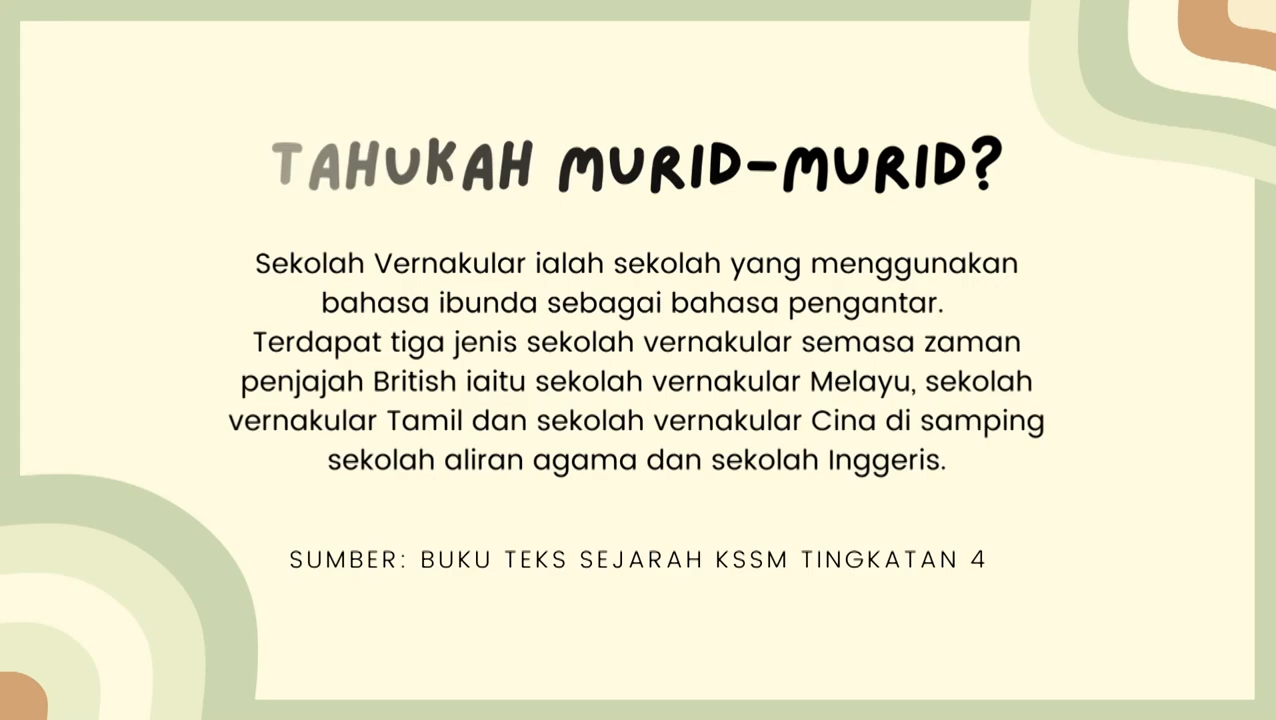 TAHUKAH MURID-MURID?
Sekolah Vernakular ialah sekolah yang menggunakan
bahasa ibunda sebagai bahasa pengantar.
Terdapat tiga jenis sekolah vernakular semasa zaman
penjajah British iaitu sekolah vernakular Melayu, sekolah
vernakular Tamil dan sekolah vernakular Cina di samping
sekolah aliran agama dan sekolah Inggeris.
SUMBER: BUKU TEKS SEJARAH KSSM TINGKATAN 4